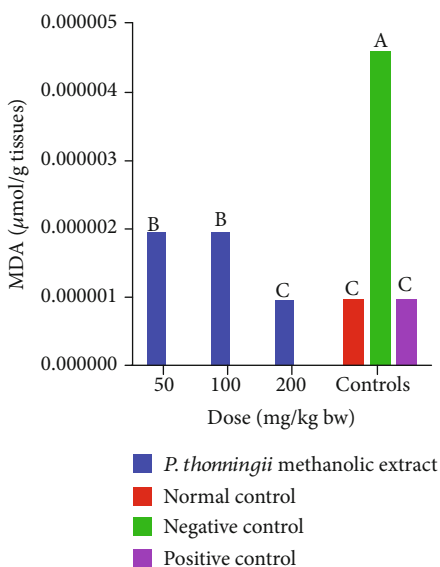 0.000005
0.000004
0.000003
0.000002
0.000001
0.000000
MDA (μmol/g tissues)
A
B
B
C
C
C
50
100
200
Controls
Dose (mg/kg bw)
P. thonningii methanolic extract
Normal control
Negative control
Positive control